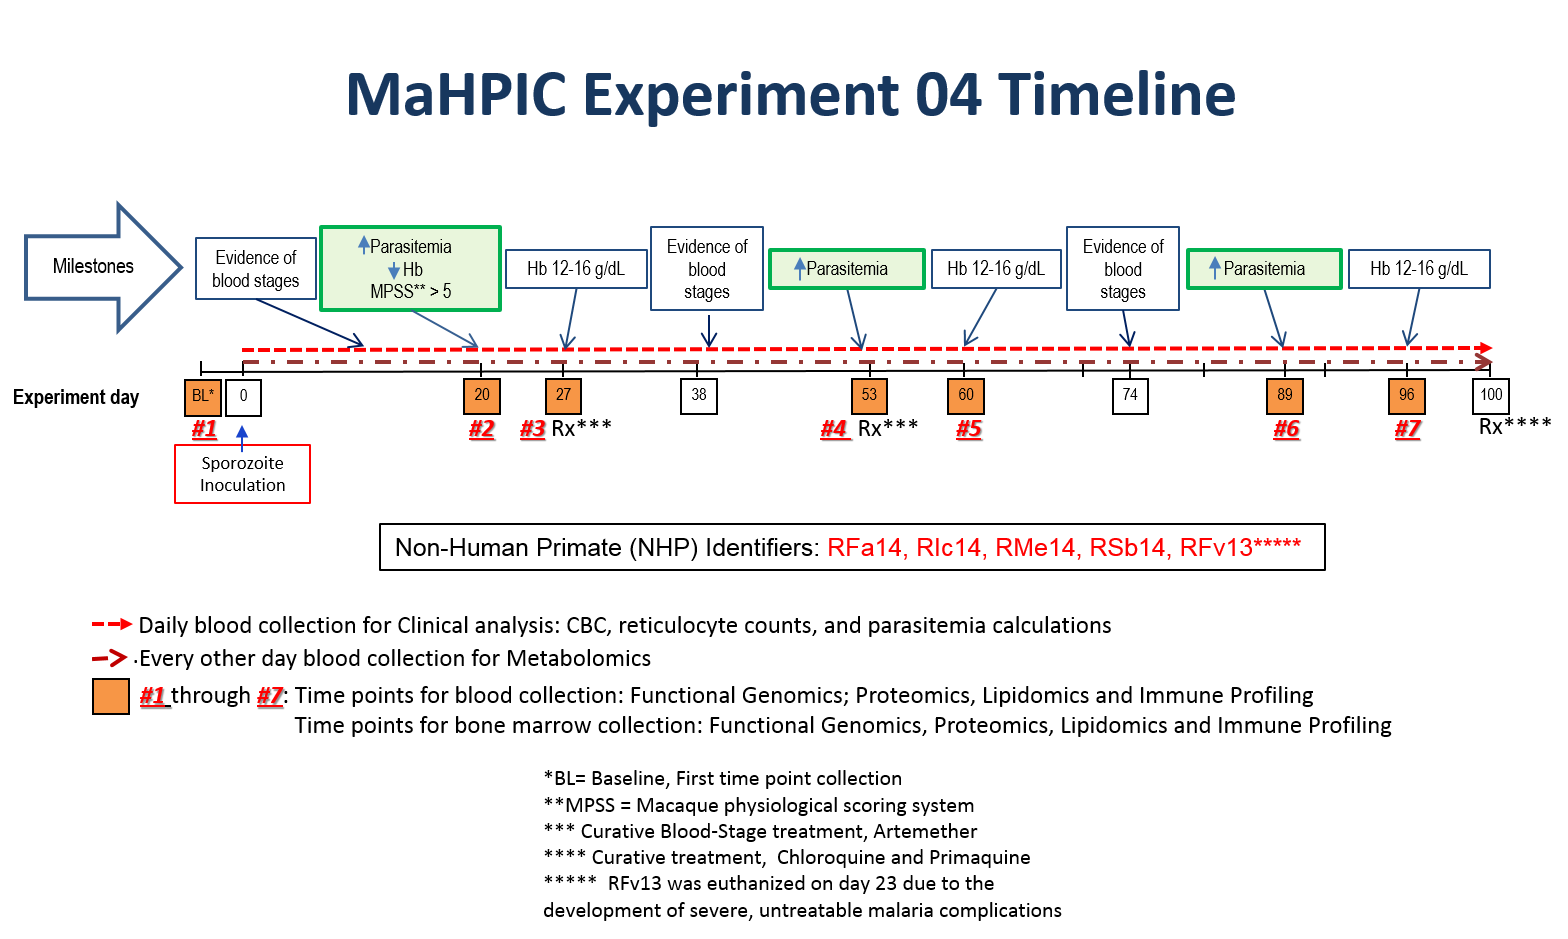 MaHPIC Experiment 04 Timeline
Milestones
Evidence of
blood stages
Parasitemia
Hb
MPSS** > 5
Hb 12-16 g/dL
Evidence of
blood
stages
Parasitemia
Hb 12-16 g/dL
Evidence of
blood
stages
Parasitemia
Hb 12-16 g/dL
Experiment day
BL* 0 20 27 38 53 60 74 89 96 100
#1 #2 #3 Rx*** #4 Rx*** #5 #6 #7 Rx****
Sporozoite
Inoculation
Non-Human Primate (NHP) Identifiers: RFa14, RIc14, RMe14, RSb14, RFv13*****
Daily blood collection for Clinical analysis: CBC, reticulocyte counts, and parasitemia calculations
Every other day blood collection for Metabolomics
#1 through #7: Time points for blood collection: Functional Genomics; Proteomics, Lipidomics and Immune Profiling
Time points for bone marrow collection: Functional Genomics, Proteomics, Lipidomics and Immune Profiling
*BL= Baseline, First time point collection
**MPSS = Macaque physiological scoring system
*** Curative Blood-Stage treatment, Artemether
**** Curative treatment, Chloroquine and Primaquine
***** RFv13 was euthanized on day 23 due to the
development of severe, untreatable malaria complications